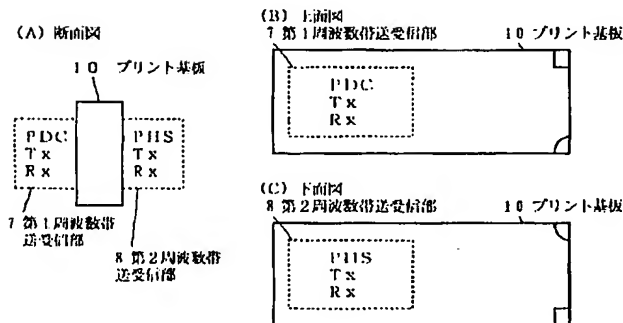 (A) 断面図
10 プリント基板
PDC
Tx
Rx
PHS
Tx
Rx
7 第1周波数帯
送受信部
8 第2周波数帯
送受信部
(B) 上面図
7 第1周波数帯送受信部
10 プリント基板
PDC
Tx
Rx
(C) 下面図
8 第2周波数帯送受信部
10 プリント基板
PHS
Tx
Rx